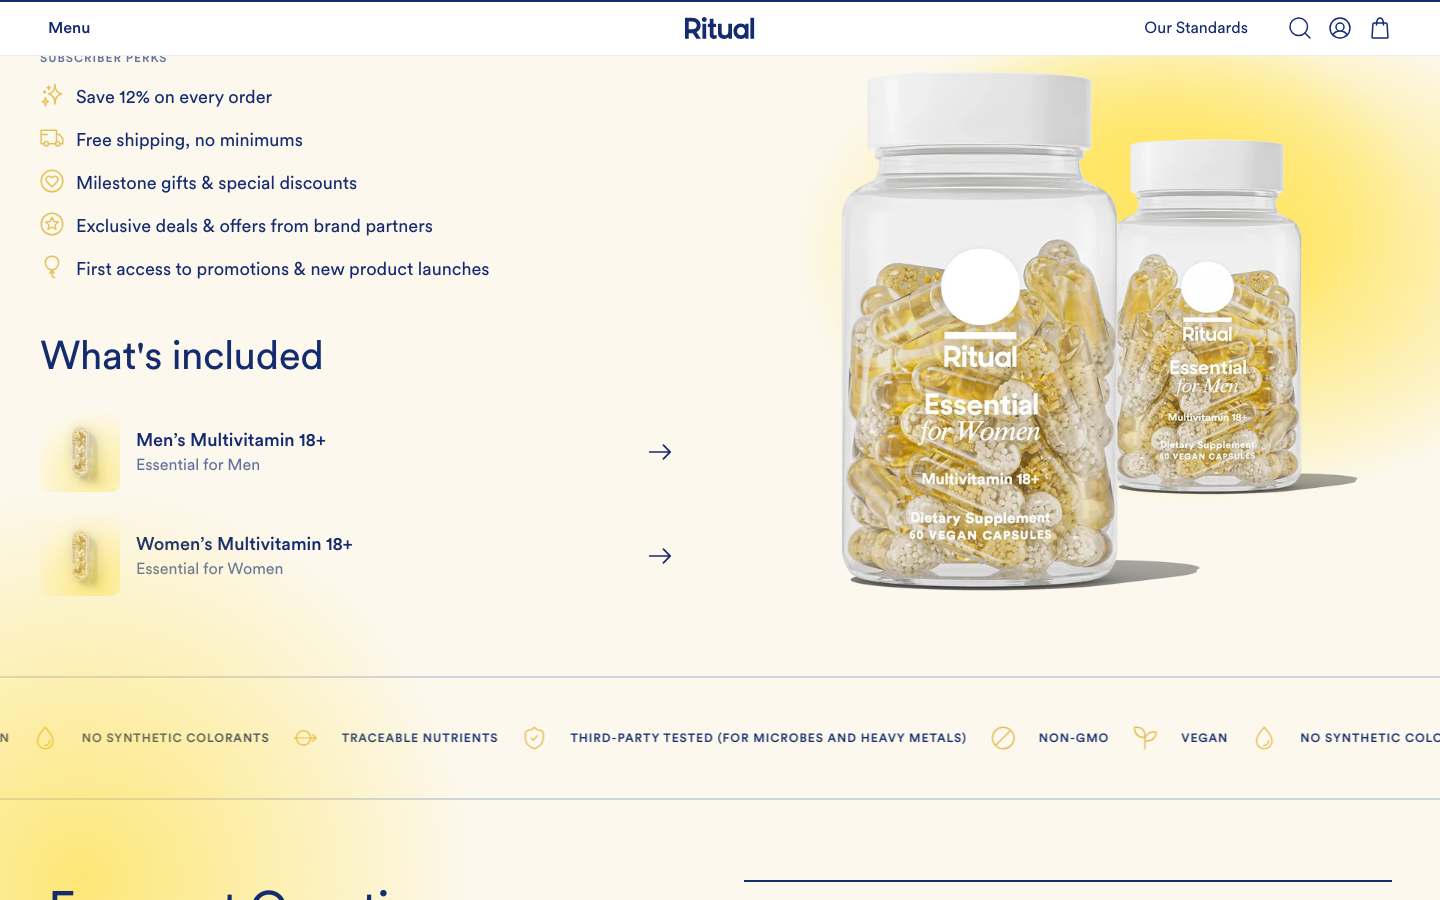 Menu
Ritual
Our Standards
SUBSCRIBER PERKS
Save 12% on every order
Free shipping, no minimums
Milestone gifts & special discounts
Exclusive deals & offers from brand partners
First access to promotions & new product launches
What's included
Men’s Multivitamin 18+
Essential for Men
Women’s Multivitamin 18+
Essential for Women
Ritual
Essential
for Women
Multivitamin 18+
Dietary Supplement
60 VEGAN CAPSULES
Ritual
Essential
for Men
Multivitamin 18+
Dietary Supplement
60 VEGAN CAPSULES
N NO SYNTHETIC COLORANTS TRACEABLE NUTRIENTS THIRD-PARTY TESTED (FOR MICROBES AND HEAVY METALS) NON-GMO VEGAN NO SYNTHETIC COLO